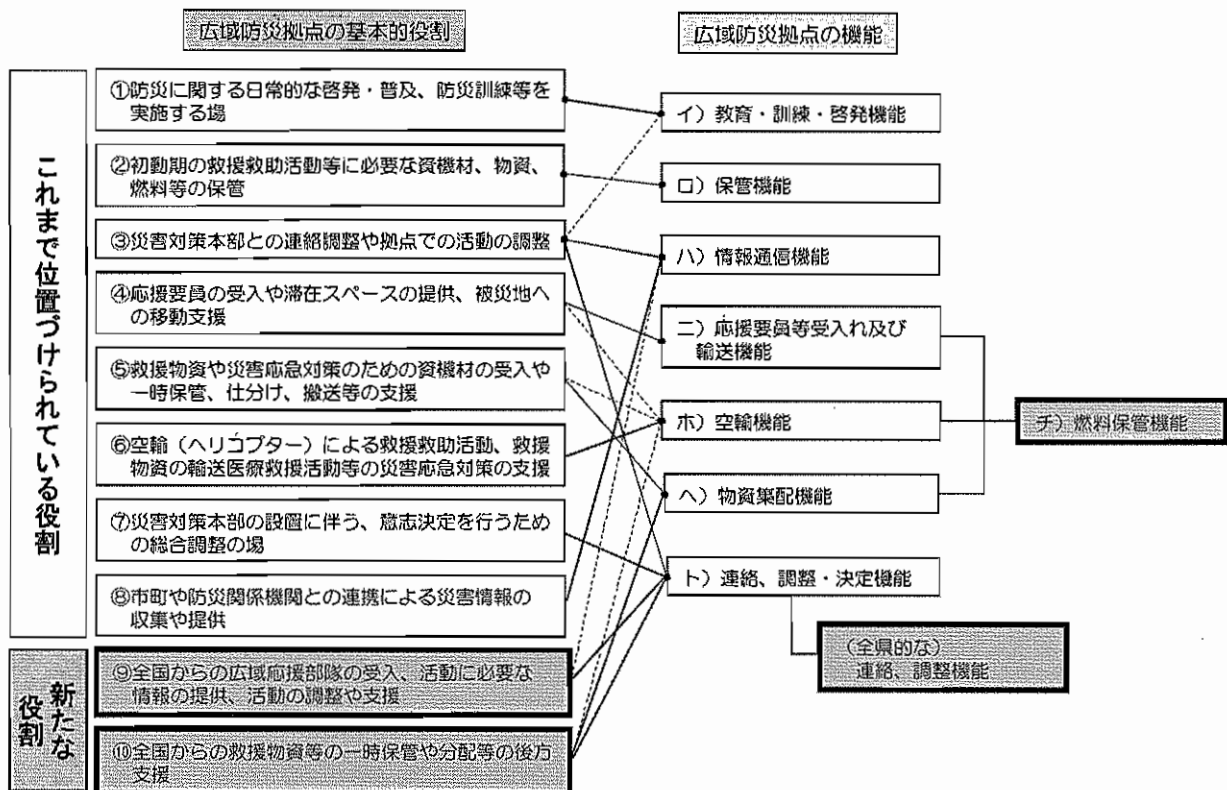 広域防災拠点の基本的役割
広域防災拠点の機能
これまで位置づけられている役割
①防災に関する日常的な啓発・普及、防災訓練等を
実施する場
②初動期の救援救助活動等に必要な資機材、物資、
燃料等の保管
③災害対策本部との連絡調整や拠点での活動の調整
④応援要員の受入や滞在スペースの提供、被災地へ
の移動支援
⑤救援物資や災害応急対策のための資機材の受入や
一時保管、仕分け、搬送等の支援
⑥空輸（ヘリコプター）による救援救助活動、救援
物資の輸送医療救援活動等の災害応急対策の支援
⑦災害対策本部の設置に伴う、意志決定を行うため
の総合調整の場
⑧市町や防災関係機関との連携による災害情報の
収集や提供
新たな
役割
⑨全国からの広域応援部隊の受入、活動に必要な
情報の提供、活動の調整や支援
⑩全国からの救援物資等の一時保管や分配等の後方
支援
イ）教育・訓練・啓発機能
ロ）保管機能
ハ）情報通信機能
ニ）応援要員等受入れ及び
輸送機能
ホ）空輸機能
ヘ）物資集配機能
ト）連絡、調整・決定機能
（全県的な）
連絡、調整機能
チ）燃料保管機能